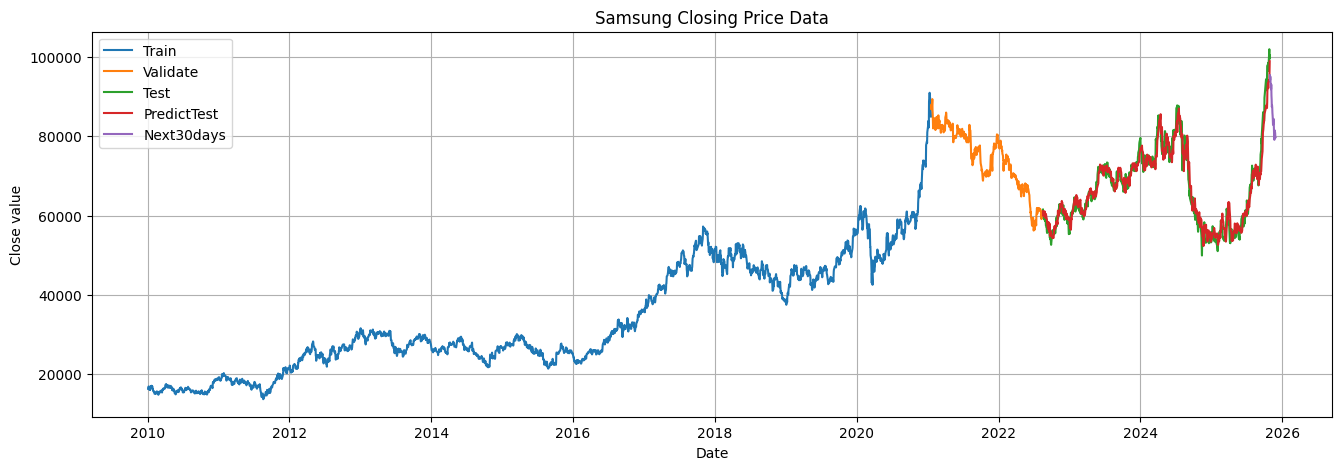 Samsung Closing Price Data
Train
Validate
Test
PredictTest
Next30days
Close value
100000
80000
60000
40000
20000
2010
2012
2014
2016
2018
2020
2022
2024
2026
Date